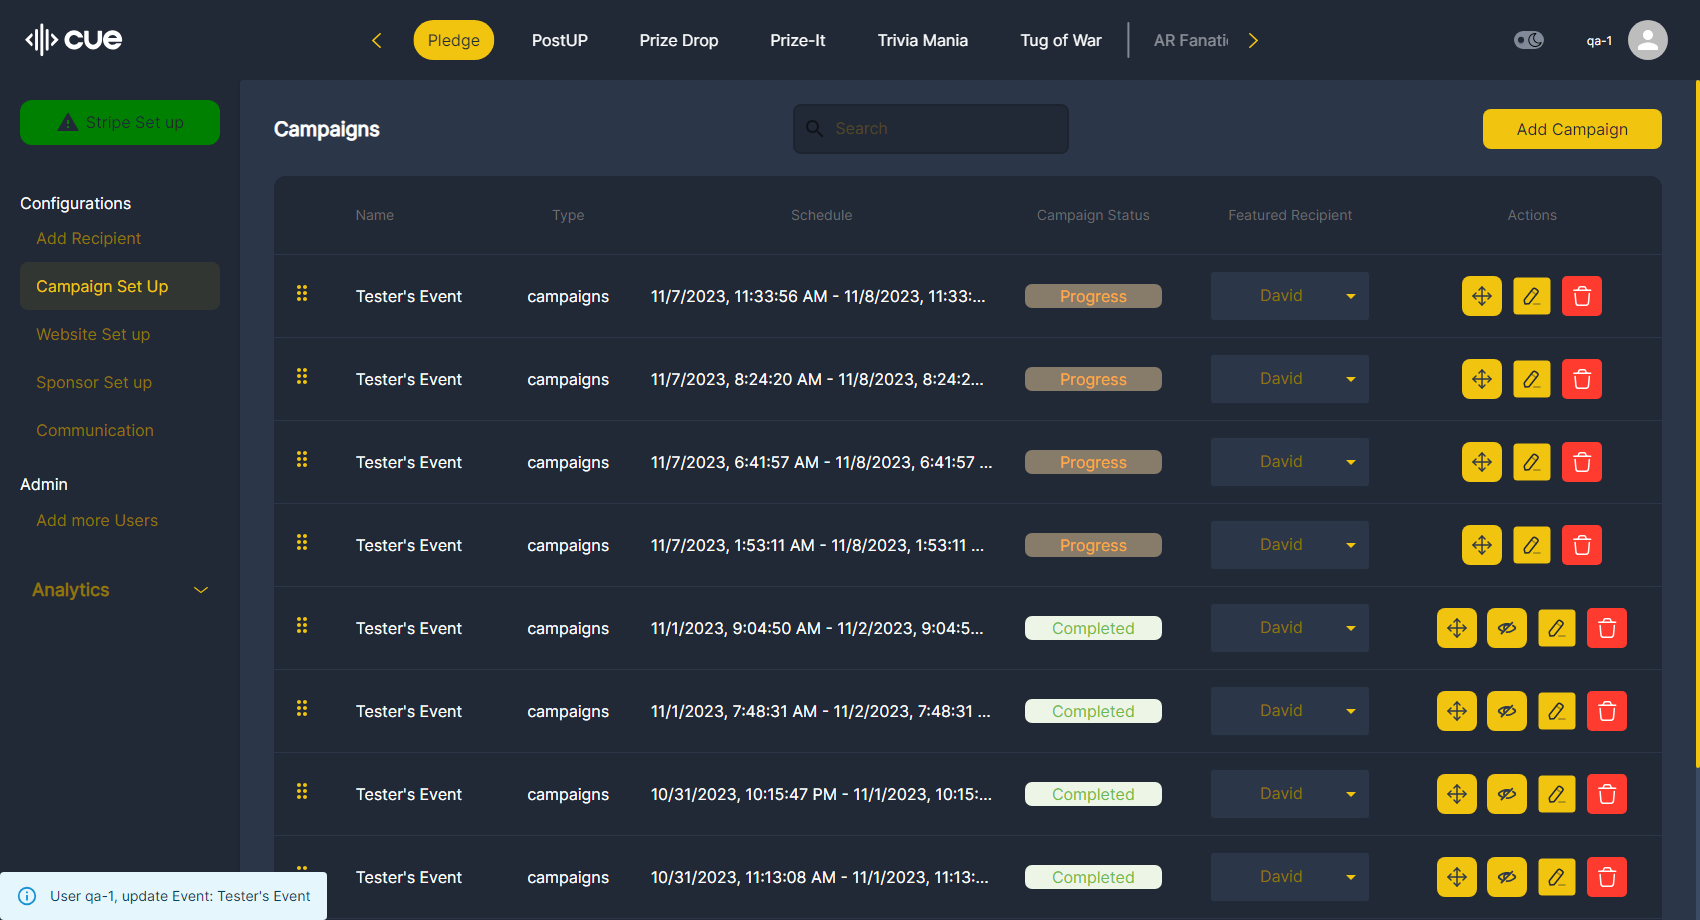 cue
Pledge
PostUP
Prize Drop
Prize-It
Trivia Mania
Tug of War
AR Fanati
qa-1
Stripe Set up
Configurations
Add Recipient
Campaign Set Up
Website Set up
Sponsor Set up
Communication
Admin
Add more Users
Analytics
Campaigns
Search
Add Campaign
Name Type Schedule Campaign Status Featured Recipient Actions
Tester's Event campaigns 11/7/2023, 11:33:56 AM - 11/8/2023, 11:33:... Progress David
Tester's Event campaigns 11/7/2023, 8:24:20 AM - 11/8/2023, 8:24:2... Progress David
Tester's Event campaigns 11/7/2023, 6:41:57 AM - 11/8/2023, 6:41:57 ... Progress David
Tester's Event campaigns 11/7/2023, 1:53:11 AM - 11/8/2023, 1:53:11 ... Progress David
Tester's Event campaigns 11/1/2023, 9:04:50 AM - 11/2/2023, 9:04:5... Completed David
Tester's Event campaigns 11/1/2023, 7:48:31 AM - 11/2/2023, 7:48:31 ... Completed David
Tester's Event campaigns 10/31/2023, 10:15:47 PM - 11/1/2023, 10:15:... Completed David
Tester's Event campaigns 10/31/2023, 11:13:08 AM - 11/1/2023, 11:13:... Completed David
User qa-1, update Event: Tester's Event